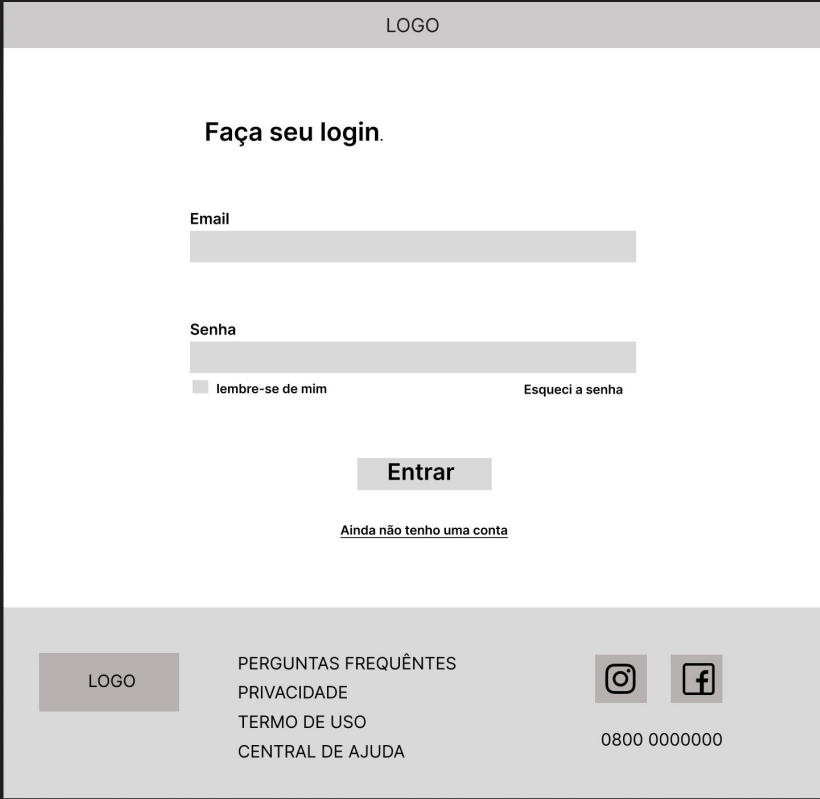 LOGO
Faça seu login.
Email
Senha
lembre-se de mim
Esqueci a senha
Entrar
Ainda não tenho uma conta
LOGO
PERGUNTAS FREQUÊNTES
PRIVACIDADE
TERMO DE USO
CENTRAL DE AJUDA
0800 0000000